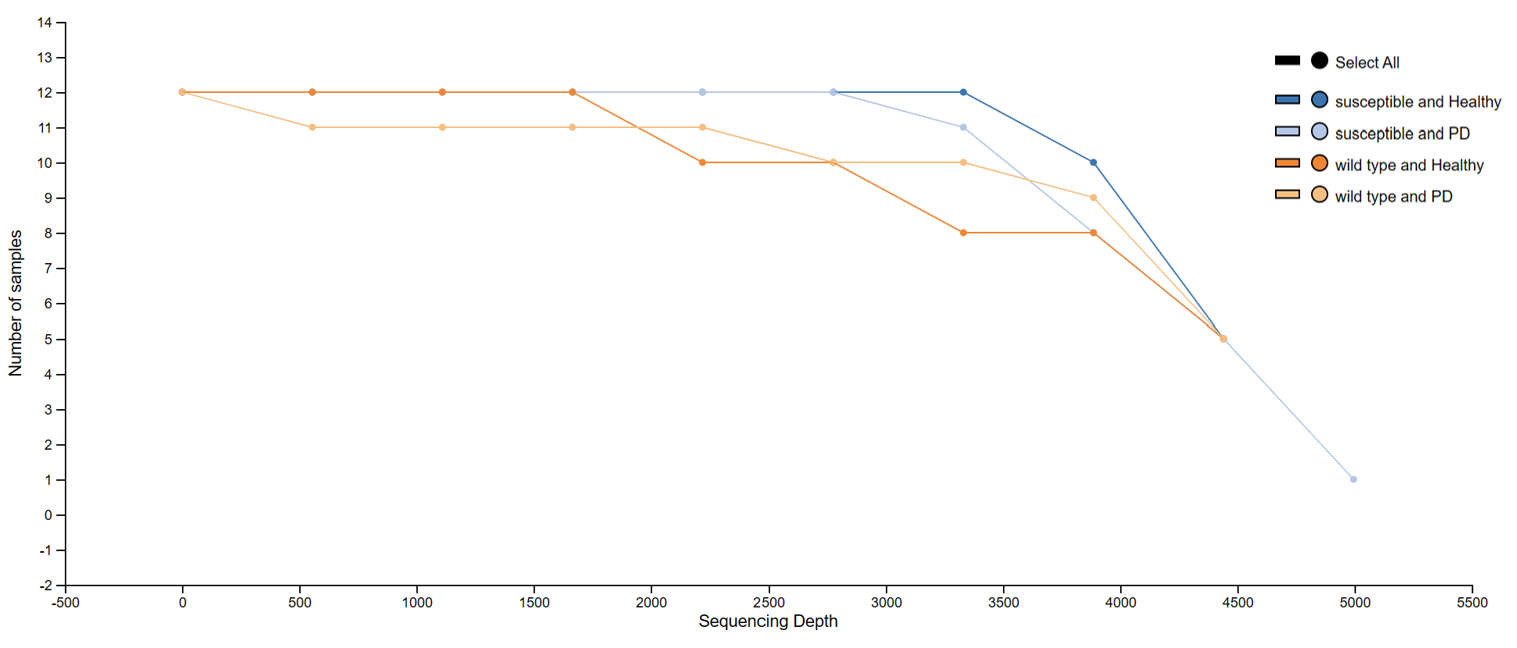 14
13
12
11
10
9
8
7
6
5
4
3
2
1
0
-1
-2
Number of samples
-500 0 500 1000 1500 2000 2500 3000 3500 4000 4500 5000 5500
Sequencing Depth
Select All
susceptible and Healthy
susceptible and PD
wild type and Healthy
wild type and PD